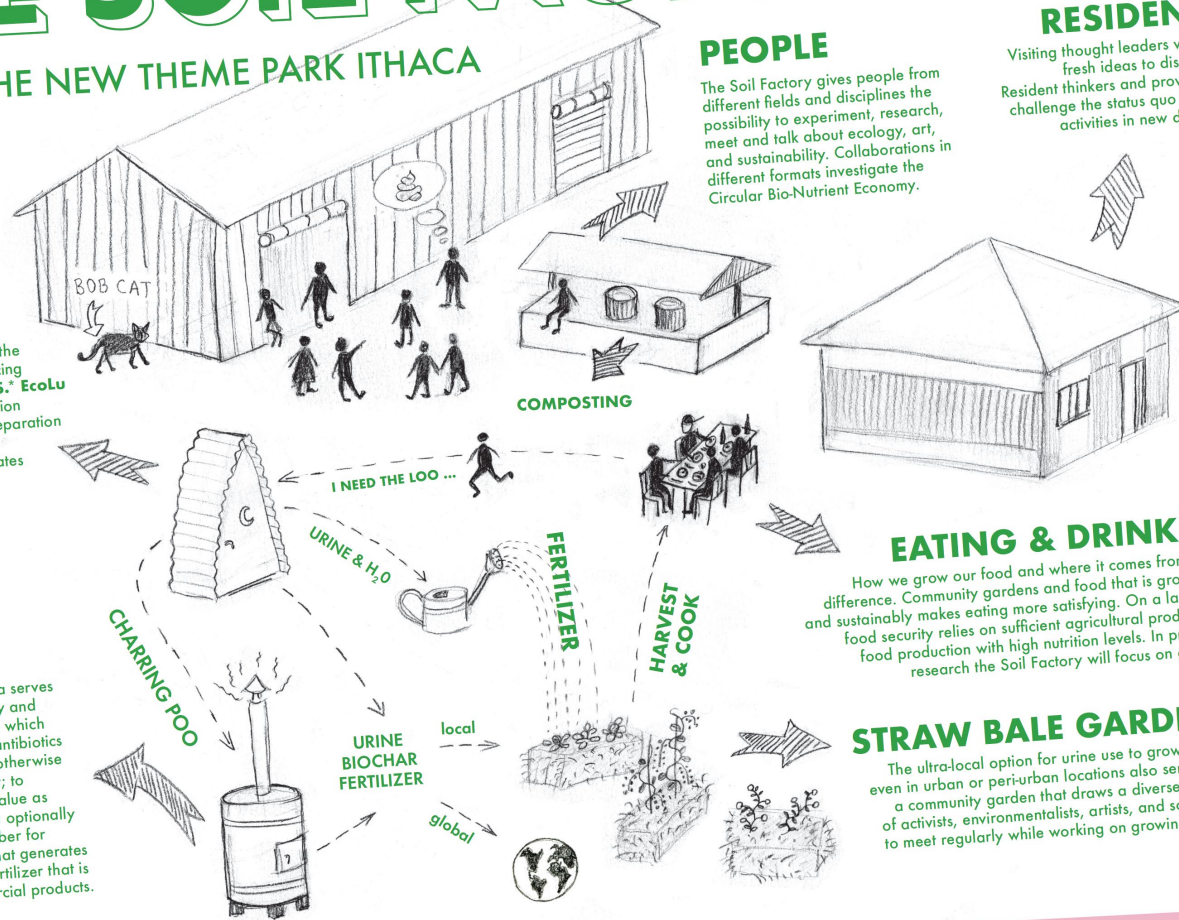 E SOIL FAC
HE NEW THEME PARK ITHACA
PEOPLE
The Soil Factory gives people from
different fields and disciplines the
possibility to experiment, research,
meet and talk about ecology, art,
and sustainability. Collaborations in
different formats investigate the
Circular Bio-Nutrient Economy.
RESIDEN
Visiting thought leaders
fresh ideas to dis
Resident thinkers and prov
challenge the status quo
activities in new d
BOB CAT
the
ing
s.* EcoLu
ion
eparation
ates
COMPOSTING
I NEED THE LOO ...
URINE & H2O
FERTILIZER
HARVEST
& COOK
CHARRING POO
EATING & DRINK
How we grow our food and where it comes from
difference. Community gardens and food that is gro
and sustainably makes eating more satisfying. On a la
food security relies on sufficient agricultural prod
food production with high nutrition levels. In p
research the Soil Factory will focus on
a serves
y and
which
antibiotics
otherwise
; to
alue as
optionally
ber for
hat generates
rtilizer that is
rcial products.
URINE
BIOCHAR
FERTILIZER
local
global
STRAW BALE GARD
The ultra-local option for urine use to grow
even in urban or peri-urban locations also ser
a community garden that draws a diverse
of activists, environmentalists, artists, and sc
to meet regularly while working on growin